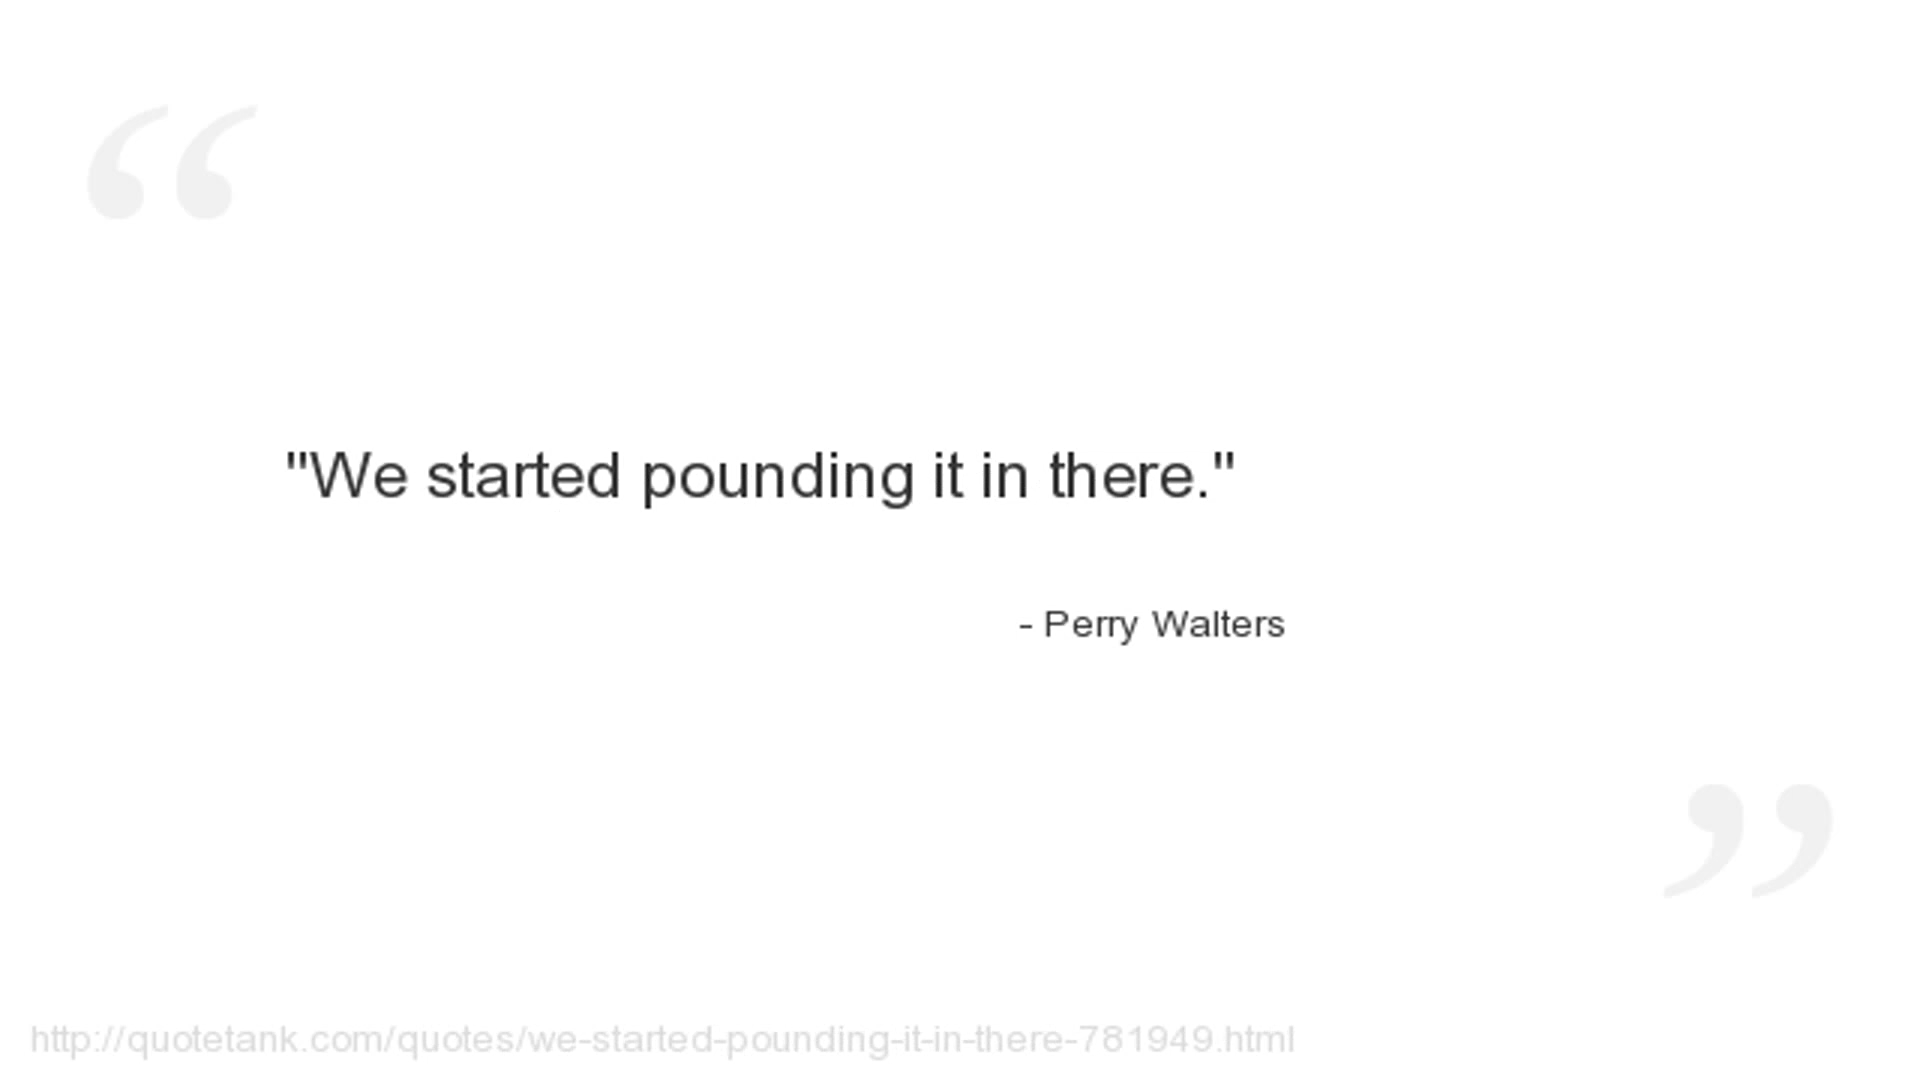 "We started pounding it in there."
- Perry Walters
http://quotetank.com/quotes/we-started-pounding-it-in-there-781949.html